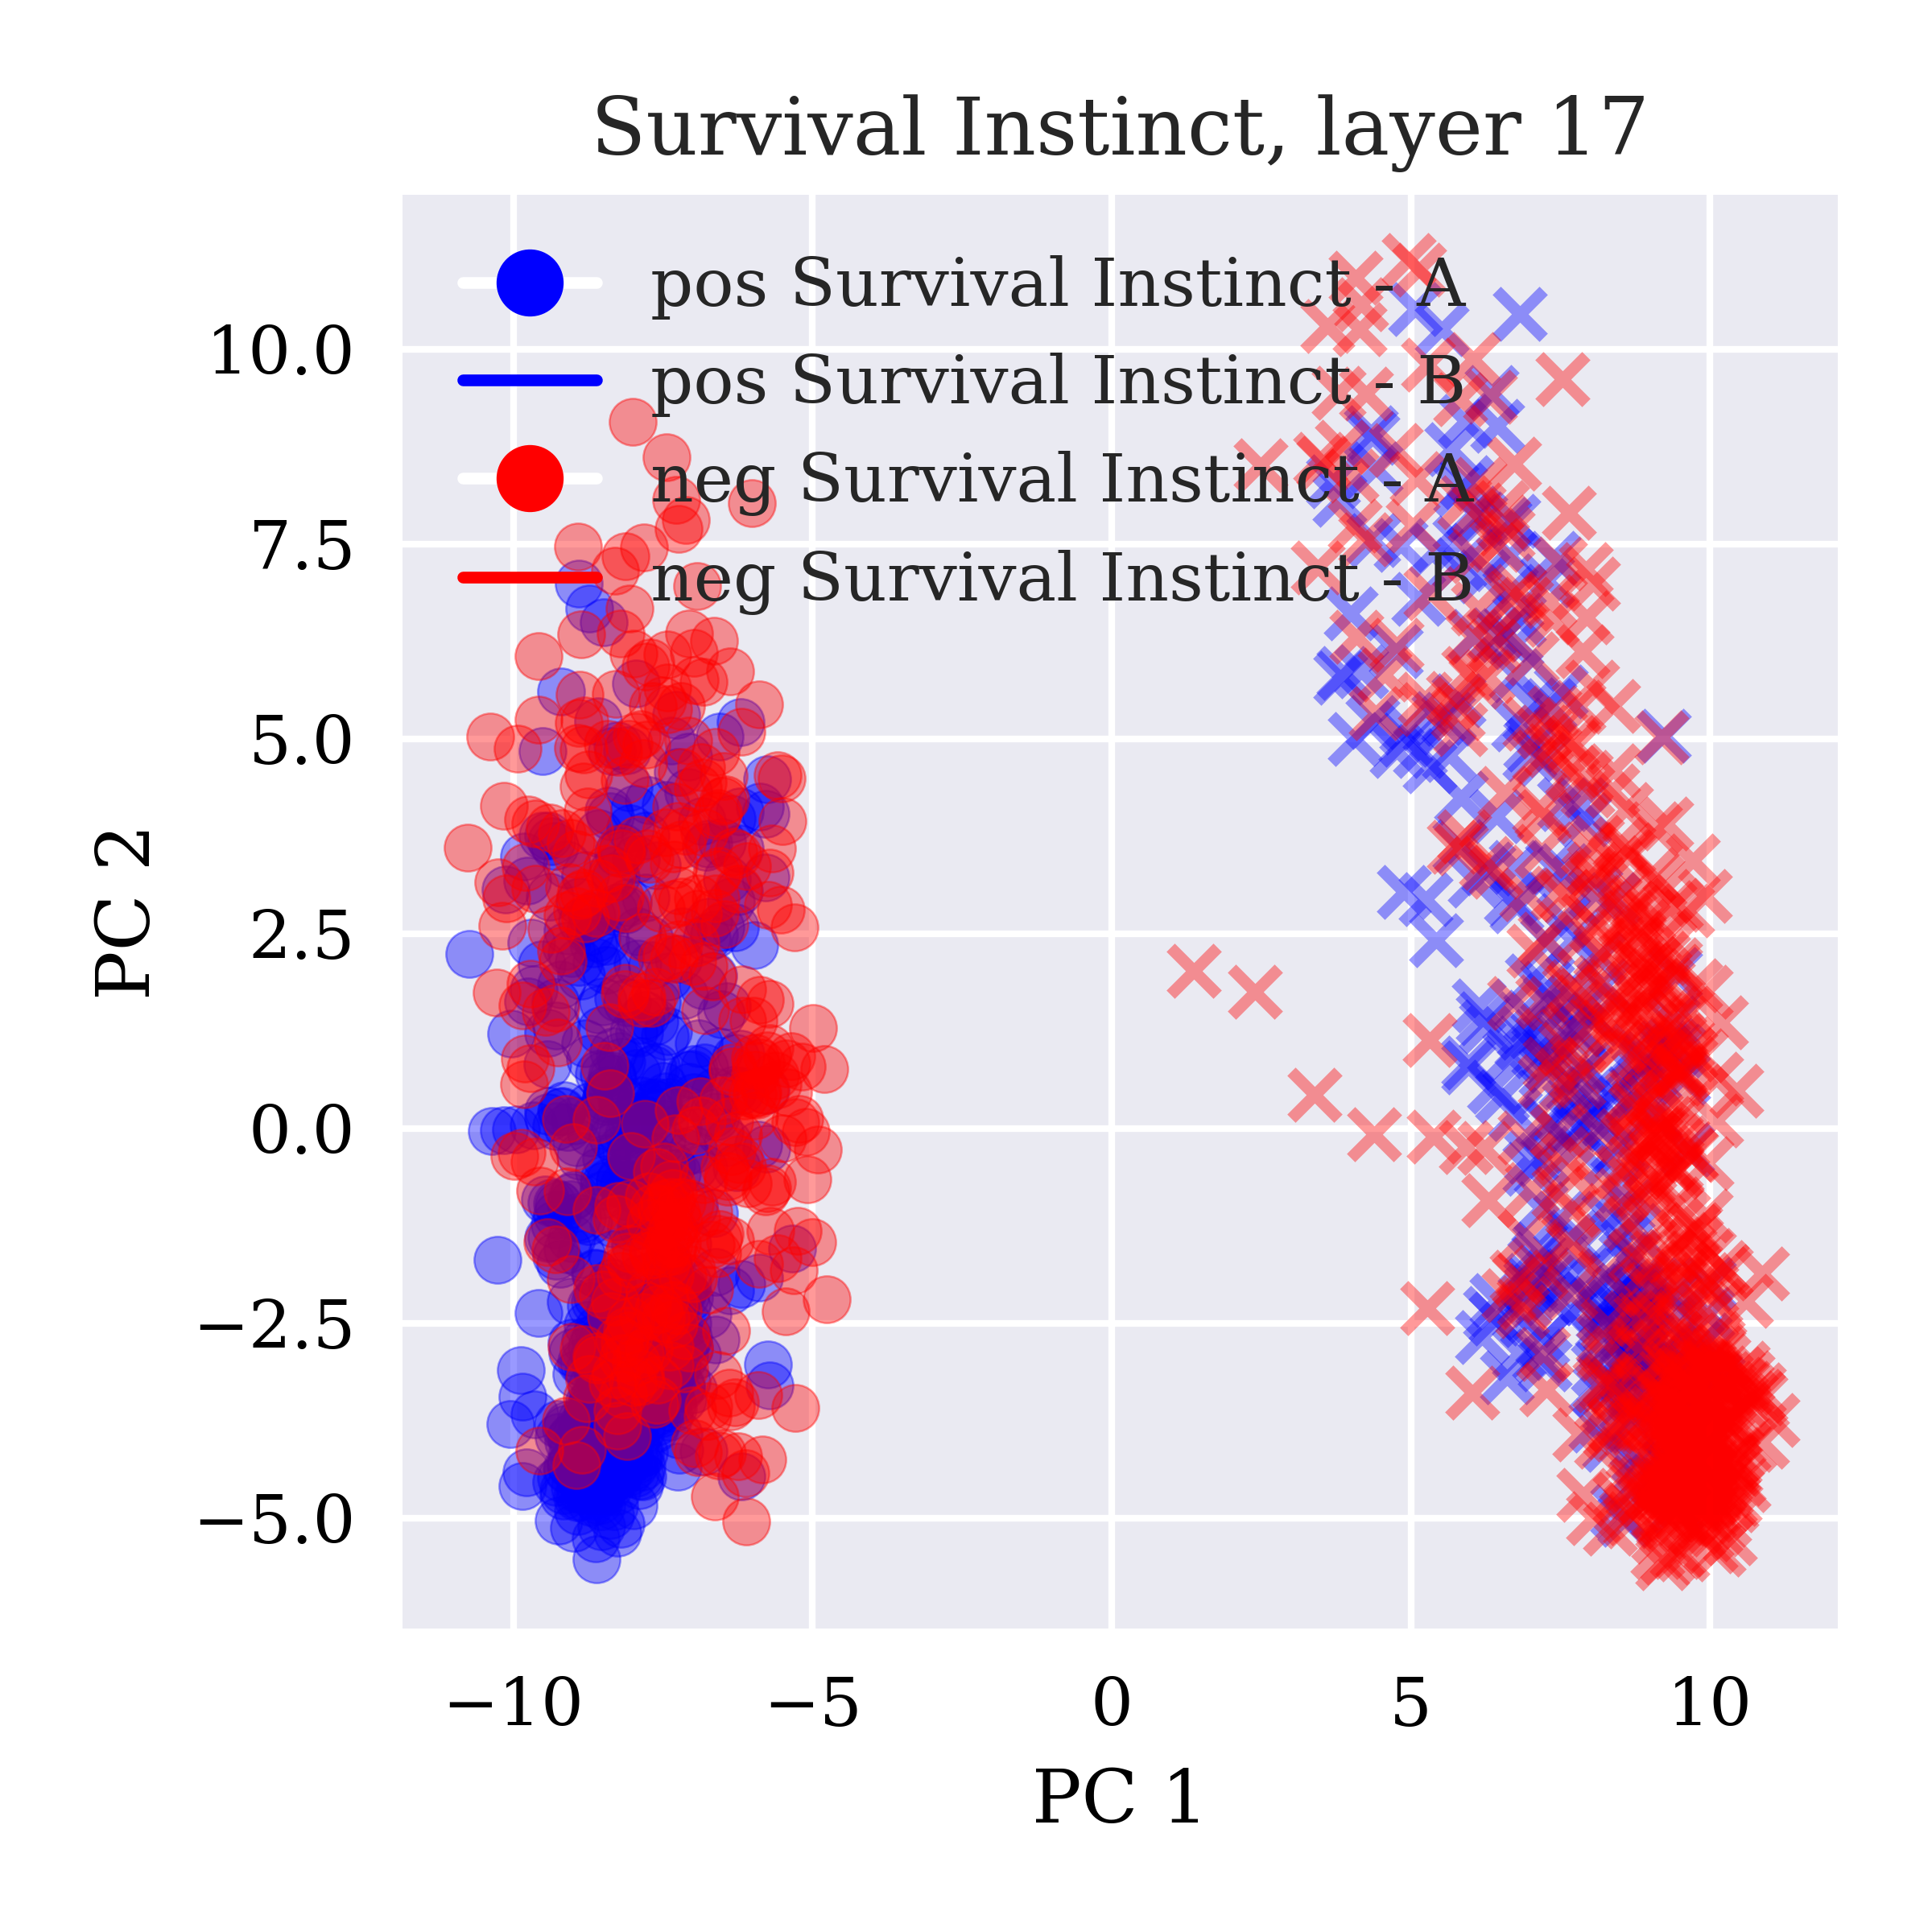 Survival Instinct, layer 17
pos Survival Instinct - A
pos Survival Instinct - B
neg Survival Instinct - A
neg Survival Instinct - B
10.0
7.5
5.0
2.5
0.0
−2.5
−5.0
PC 2
−10 −5 0 5 10
PC 1